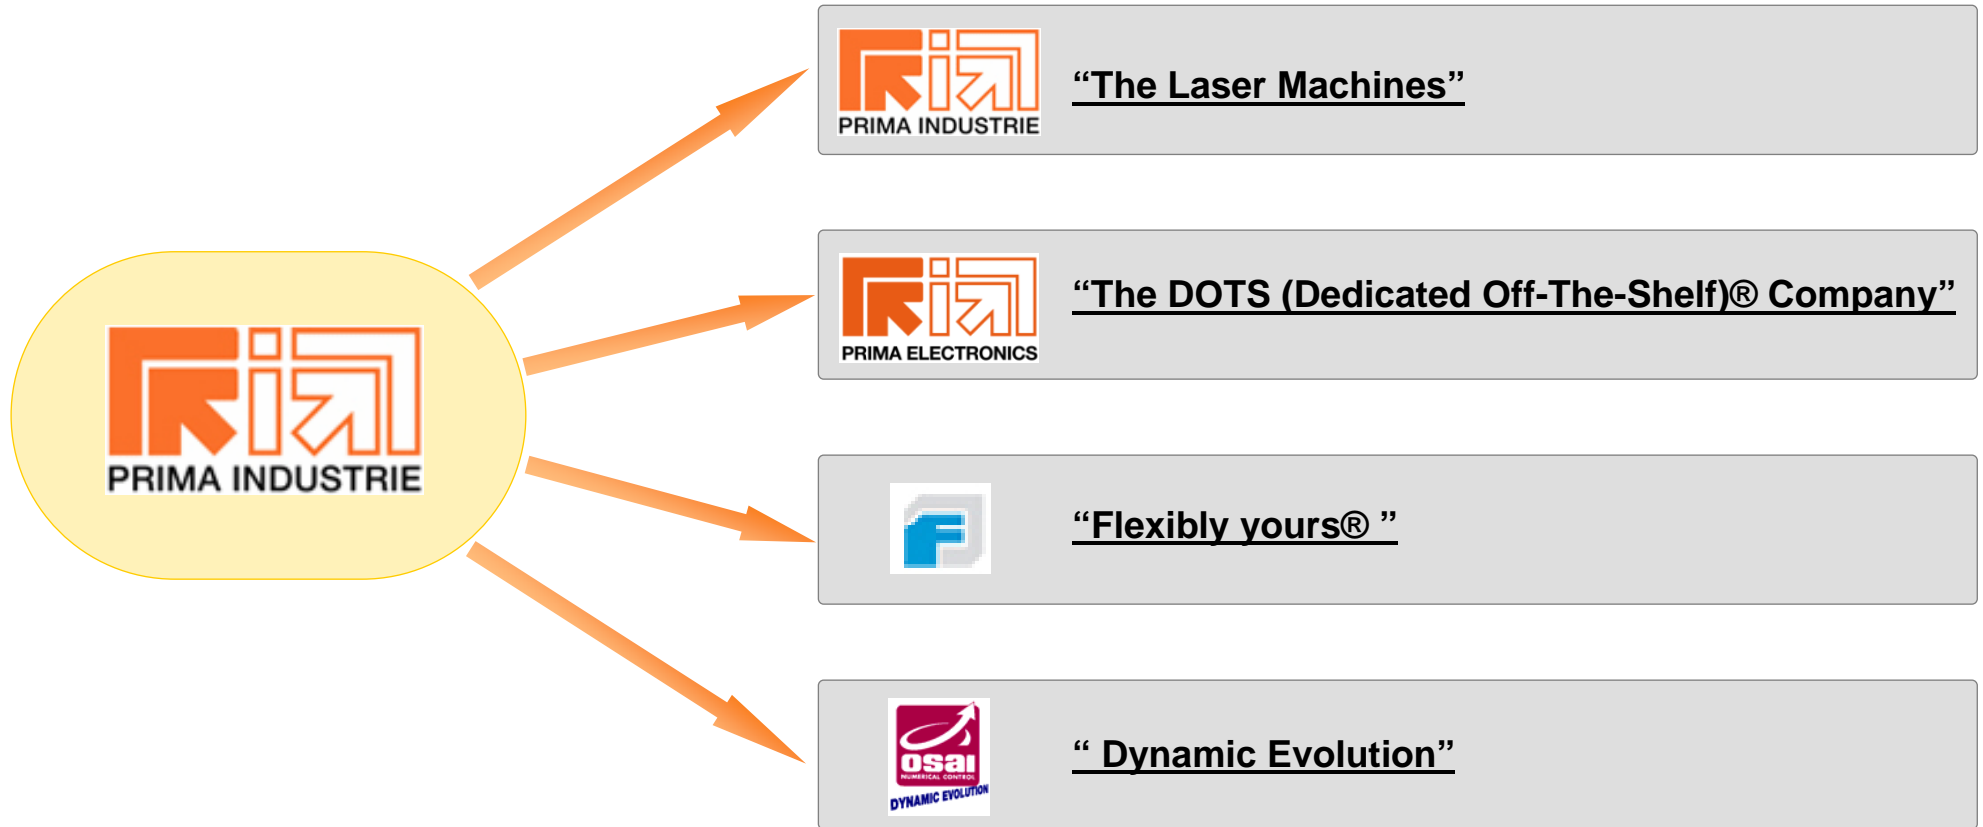 PRIMA INDUSTRIE
PRIMA INDUSTRIE
“The Laser Machines”
PRIMA ELECTRONICS
“The DOTS (Dedicated Off-The-Shelf)® Company”
“Flexibly yours® ”
osai
NUMERICAL CONTROL
DYNAMIC EVOLUTION
“ Dynamic Evolution”